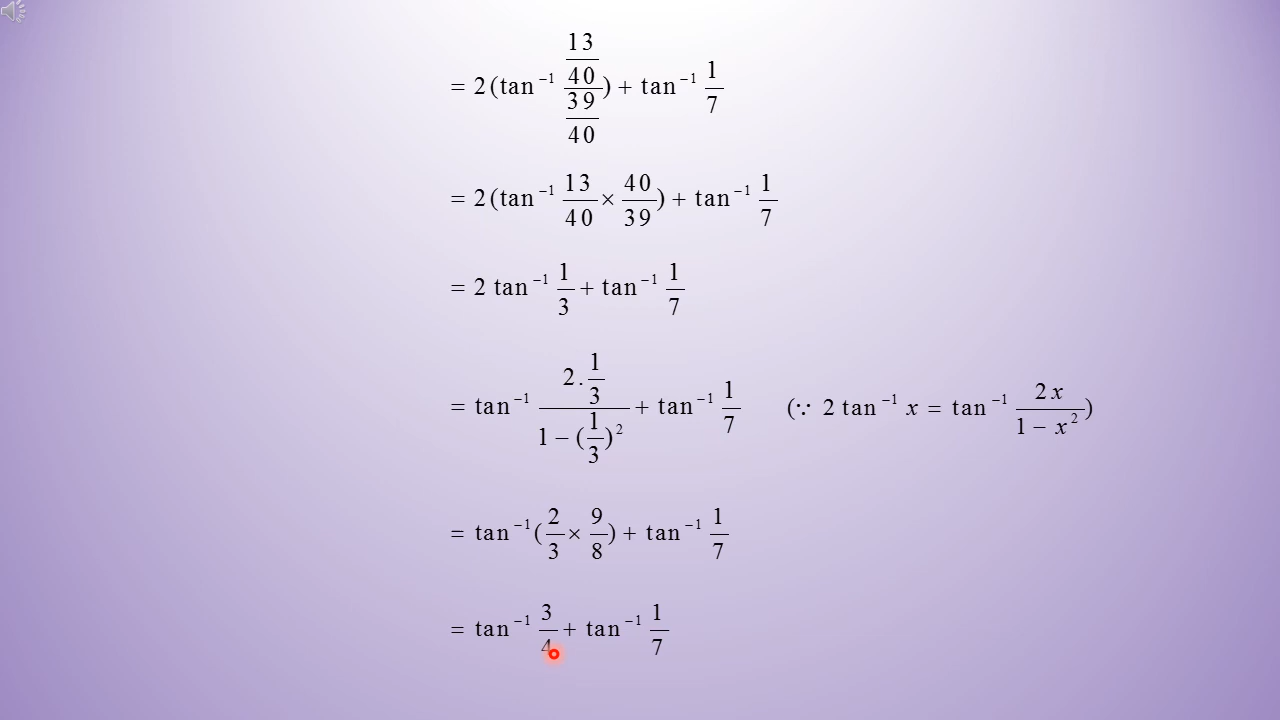 = 2(tan⁻¹ (13/40)/(39/40)) + tan⁻¹ 1/7
= 2(tan⁻¹ 13/40 × 40/39) + tan⁻¹ 1/7
= 2 tan⁻¹ 1/3 + tan⁻¹ 1/7
= tan⁻¹ (2.1/3)/(1 − (1/3)²) + tan⁻¹ 1/7 (∵ 2 tan⁻¹ x = tan⁻¹ 2x/(1 − x²))
= tan⁻¹(2/3 × 9/8) + tan⁻¹ 1/7
= tan⁻¹ 3/4 + tan⁻¹ 1/7